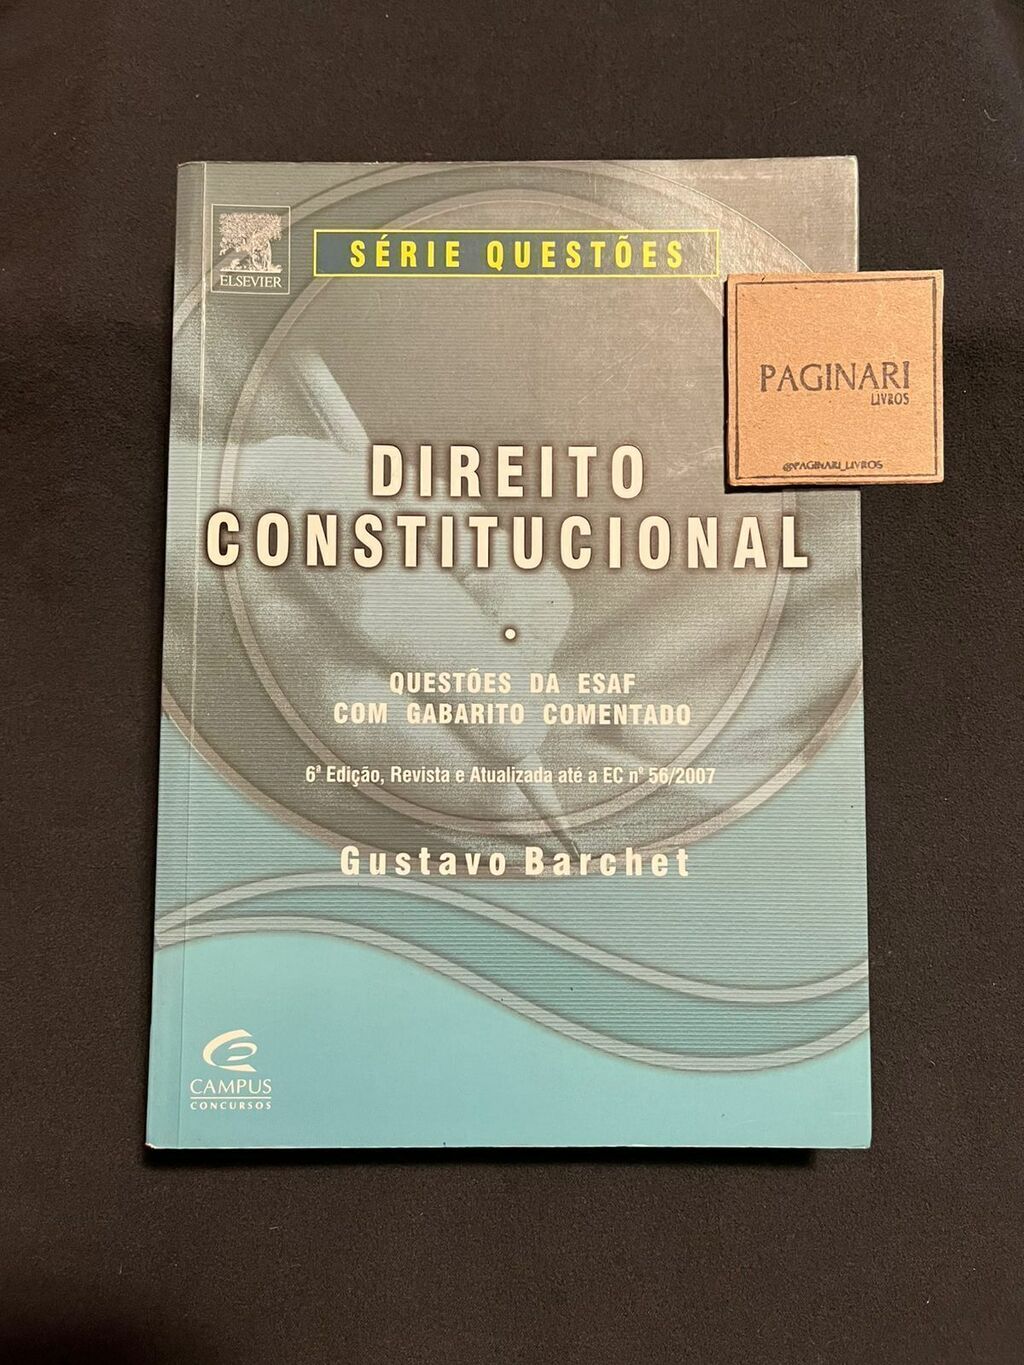 ELSEVIER
SÉRIE QUESTÕES
PAGINARI
LIVROS
@PAGINARI_LIVROS
DIREITO
CONSTITUCIONAL
QUESTÕES DA ESAF
COM GABARITO COMENTADO
6ª Edição, Revista e Atualizada até a EC nº 56/2007
Gustavo Barchet
CAMPUS
CONCURSOS